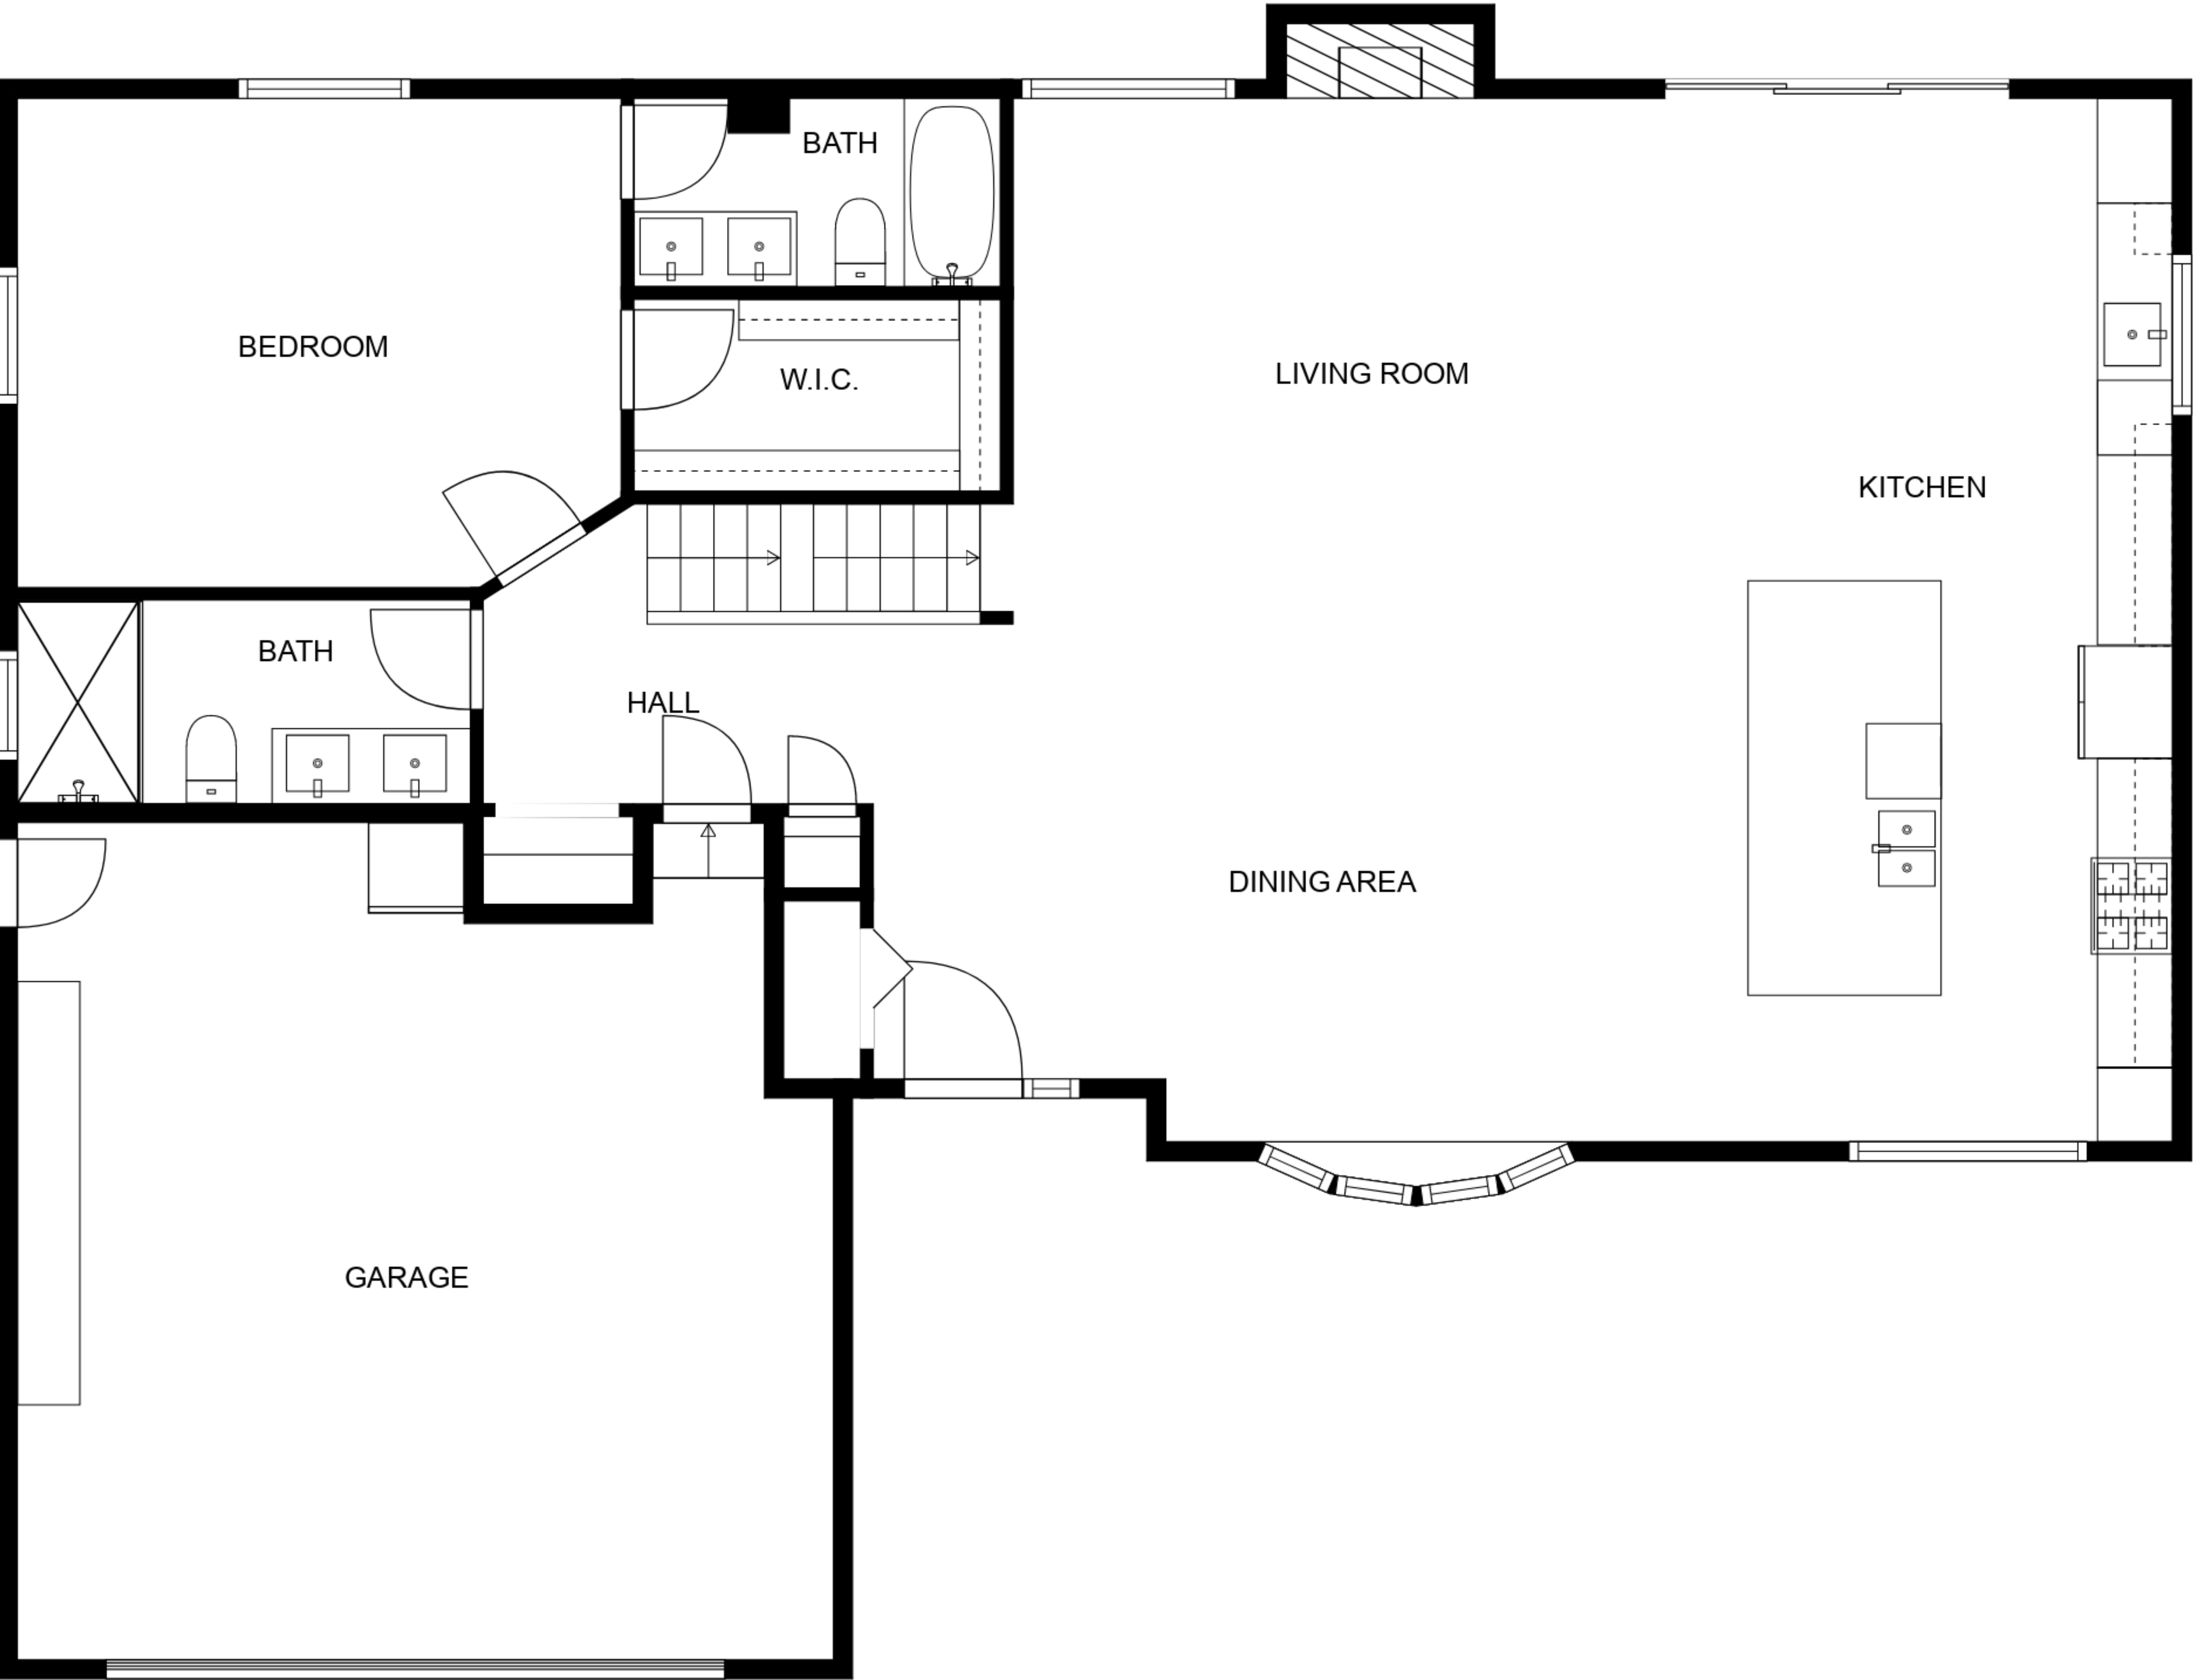 BATH
BEDROOM
W.I.C.
LIVING ROOM
KITCHEN
BATH
HALL
DINING AREA
GARAGE